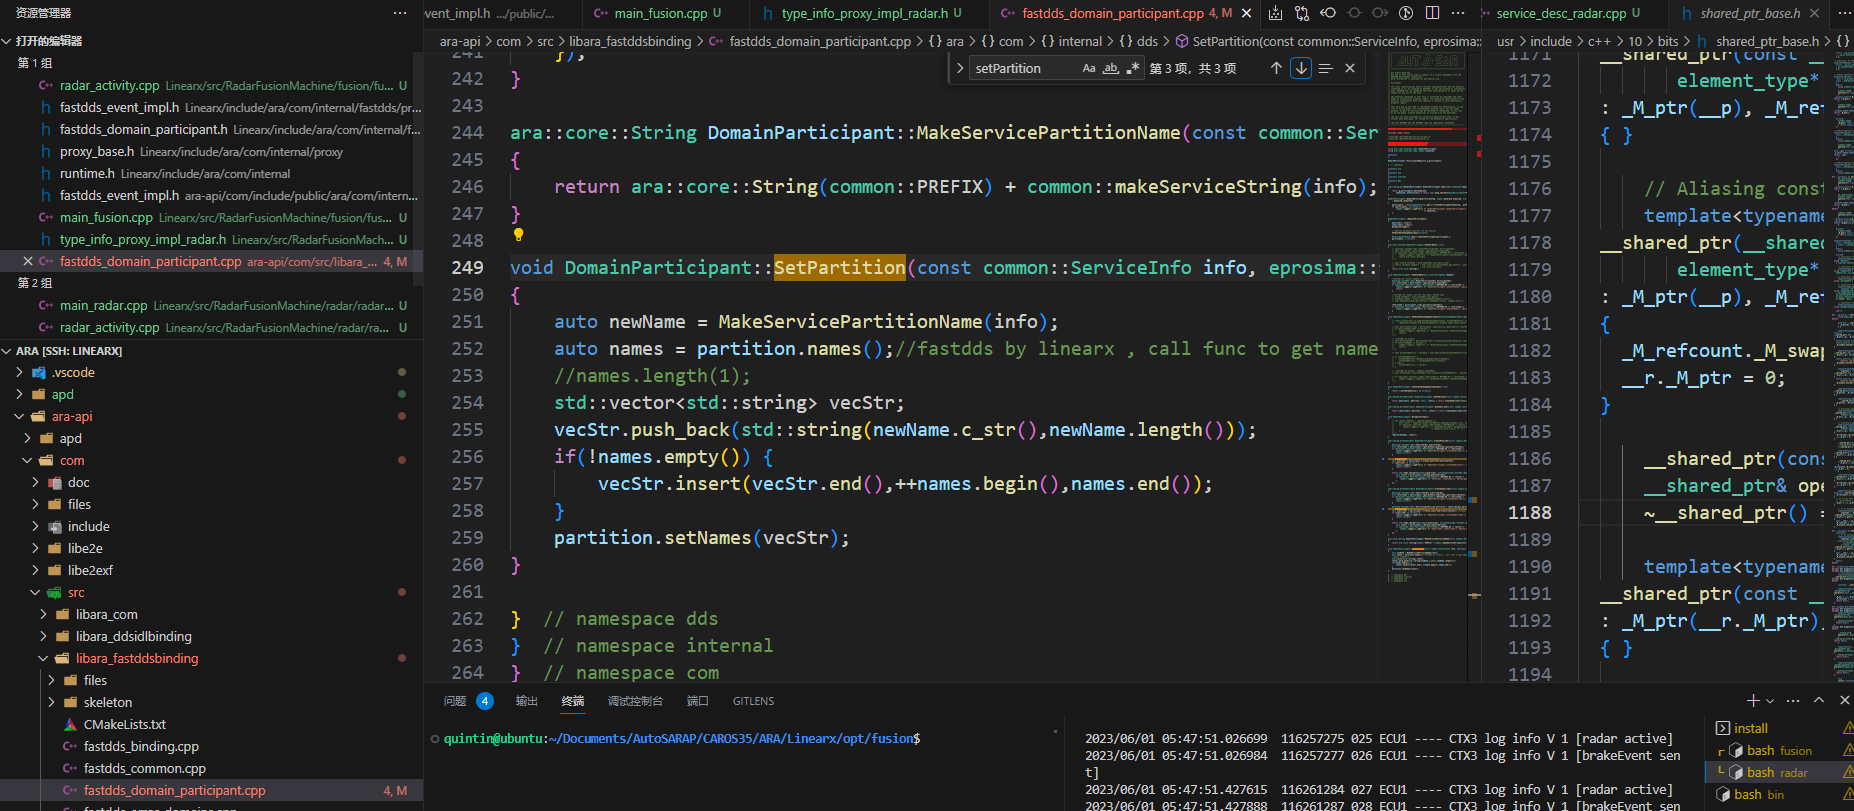 资源管理器
打开的编辑器
第 1 组
radar_activity.cpp Linearx/src/RadarFusionMachine/fusion/fu... U
fastdds_event_impl.h Linearx/include/ara/com/internal/fastdds/pr...
fastdds_domain_participant.h Linearx/include/ara/com/internal/f...
proxy_base.h Linearx/include/ara/com/internal/proxy
runtime.h Linearx/include/ara/com/internal
fastdds_event_impl.h ara-api/com/include/public/ara/com/intern...
main_fusion.cpp Linearx/src/RadarFusionMachine/fusion/fus... U
type_info_proxy_impl_radar.h Linearx/src/RadarFusionMach... U
fastdds_domain_participant.cpp ara-api/com/src/libara_... 4, M
第 2 组
main_radar.cpp Linearx/src/RadarFusionMachine/radar/radar... U
radar_activity.cpp Linearx/src/RadarFusionMachine/radar/ra... U
ARA [SSH: LINEARX]
.vscode
apd
ara-api
apd
com
doc
files
include
libe2e
libe2exf
src
libara_com
libara_ddsidlbinding
libara_fastddsbinding
files
skeleton
CMakeLists.txt
fastdds_binding.cpp
fastdds_common.cpp
fastdds_domain_participant.cpp 4, M
event_impl.h .../public/...
main_fusion.cpp U
type_info_proxy_impl_radar.h U
fastdds_domain_participant.cpp 4, M
ara-api > com > src > libara_fastddsbinding > fastdds_domain_participant.cpp > {} ara > {} com > {} internal > {} dds > SetPartition(const common::ServiceInfo, eprosima::
setPartition Aa ab 第 3 项，共 3 项
241 });
242 }
243
244 ara::core::String DomainParticipant::MakeServicePartitionName(const common::Ser
245 {
246 return ara::core::String(common::PREFIX) + common::makeServiceString(info);
247 }
248
249 void DomainParticipant::SetPartition(const common::ServiceInfo info, eprosima::
250 {
251 auto newName = MakeServicePartitionName(info);
252 auto names = partition.names();//fastdds by linearx , call func to get name
253 //names.length(1);
254 std::vector<std::string> vecStr;
255 vecStr.push_back(std::string(newName.c_str(),newName.length()));
256 if(!names.empty()) {
257 vecStr.insert(vecStr.end(),++names.begin(),names.end());
258 }
259 partition.setNames(vecStr);
260 }
261
262 } // namespace dds
263 } // namespace internal
264 } // namespace com
service_desc_radar.cpp U
shared_ptr_base.h
usr > include > c++ > 10 > bits > shared_ptr_base.h > {}
1171 __shared_ptr(const __
1172 element_type*
1173 : _M_ptr(__p), _M_ref
1174 { }
1175
1176 // Aliasing const
1177 template<typename
1178 __shared_ptr(__shared
1179 element_type*
1180 : _M_ptr(__p), _M_ref
1181 {
1182 _M_refcount._M_swap
1183 __r._M_ptr = 0;
1184 }
1185
1186 __shared_ptr(cons
1187 __shared_ptr& ope
1188 ~__shared_ptr() =
1189
1190 template<typename
1191 __shared_ptr(const __
1192 : _M_ptr(__r._M_ptr)
1193 { }
1194
问题 4 输出 终端 调试控制台 端口 GITLENS
quintin@ubuntu:~/Documents/AutoSARAP/CAROS35/ARA/Linearx/opt/fusion$
2023/06/01 05:47:51.026699 116257275 025 ECU1 ---- CTX3 log info V 1 [radar active]
2023/06/01 05:47:51.026984 116257277 026 ECU1 ---- CTX3 log info V 1 [brakeEvent sen
t]
2023/06/01 05:47:51.427615 116261284 027 ECU1 ---- CTX3 log info V 1 [radar active]
2023/06/01 05:47:51.427888 116261287 028 ECU1 ---- CTX3 log info V 1 [brakeEvent sen
install
bash fusion
bash radar
bash bin